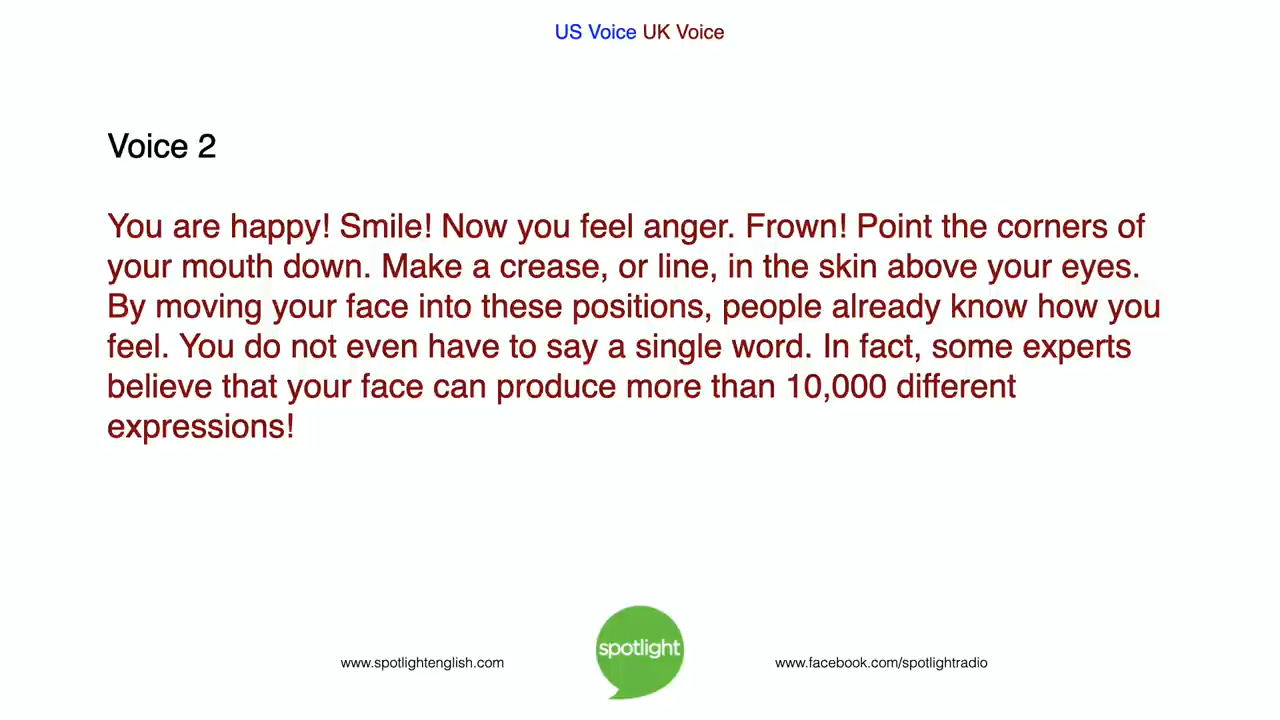 US Voice UK Voice
Voice 2
You are happy! Smile! Now you feel anger. Frown! Point the corners of
your mouth down. Make a crease, or line, in the skin above your eyes.
By moving your face into these positions, people already know how you
feel. You do not even have to say a single word. In fact, some experts
believe that your face can produce more than 10,000 different
expressions!
www.spotlightenglish.com
spotlight
www.facebook.com/spotlightradio